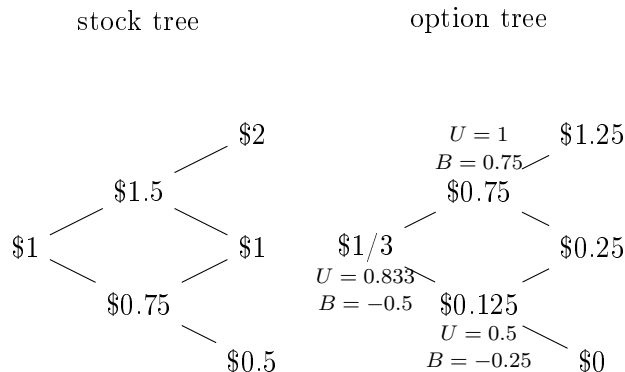 stock tree
option tree
$2
$1.5
$1
$1
$0.75
$0.5
U = 1
B = 0.75
$1.25
$0.75
$1/3
$0.25
U = 0.833
B = −0.5
$0.125
U = 0.5
B = −0.25
$0